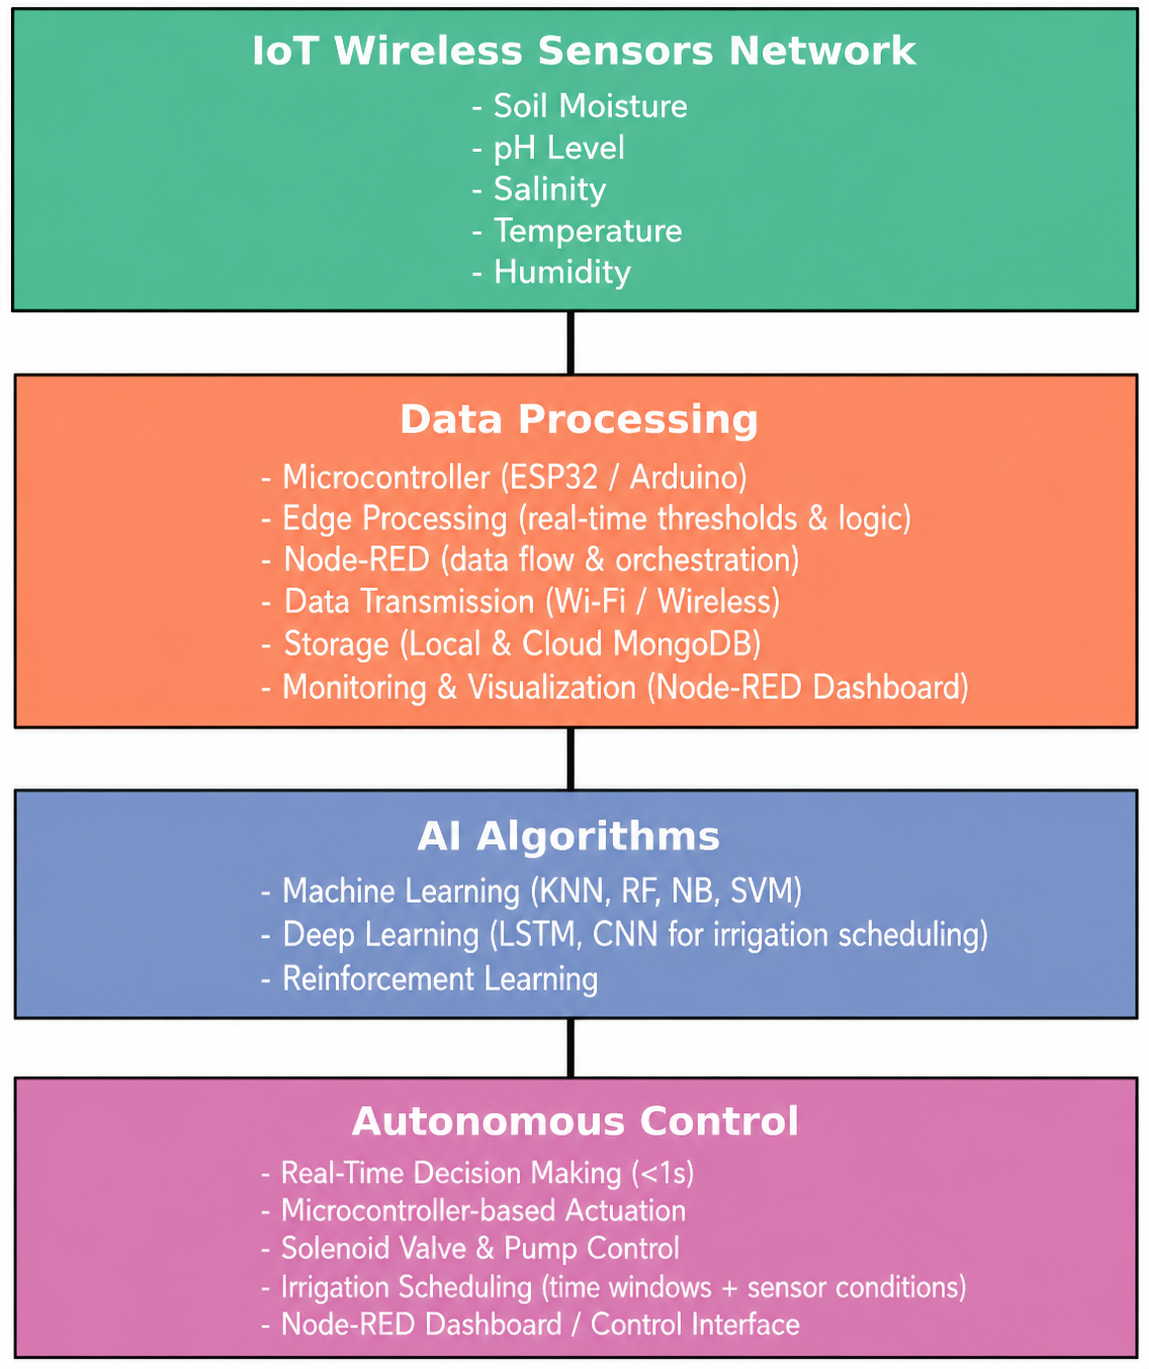 IoT Wireless Sensors Network
- Soil Moisture
- pH Level
- Salinity
- Temperature
- Humidity
Data Processing
- Microcontroller (ESP32 / Arduino)
- Edge Processing (real-time thresholds & logic)
- Node-RED (data flow & orchestration)
- Data Transmission (Wi-Fi / Wireless)
- Storage (Local & Cloud MongoDB)
- Monitoring & Visualization (Node-RED Dashboard)
AI Algorithms
- Machine Learning (KNN, RF, NB, SVM)
- Deep Learning (LSTM, CNN for irrigation scheduling)
- Reinforcement Learning
Autonomous Control
- Real-Time Decision Making (<1s)
- Microcontroller-based Actuation
- Solenoid Valve & Pump Control
- Irrigation Scheduling (time windows + sensor conditions)
- Node-RED Dashboard / Control Interface